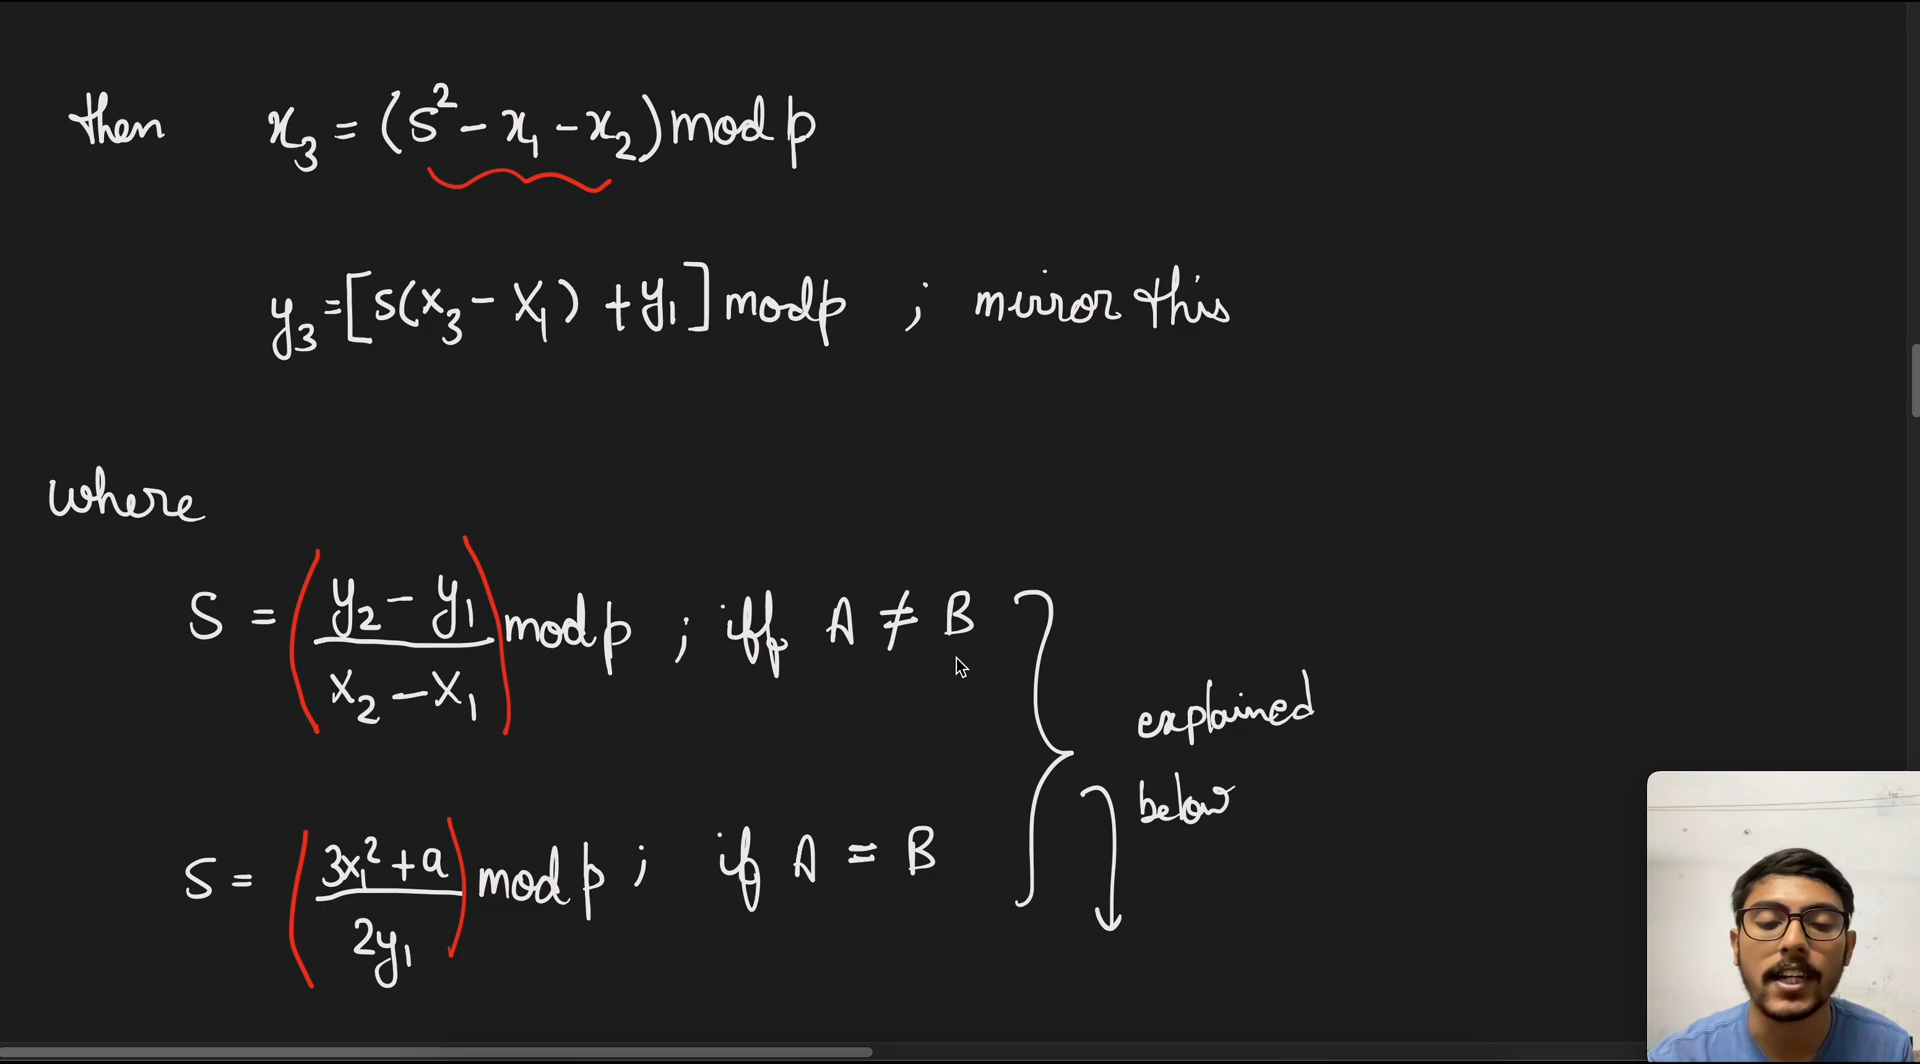 then x₃ = (S² - x₁ - x₂) mod p
y₃ = [S(x₃ - x₁) + y₁] mod p ; mirror this
where
S = ((y₂ - y₁)/(x₂ - x₁)) mod p ; iff A ≠ B
explained
below
S = ((3x₁² + a)/(2y₁)) mod p ; if A = B